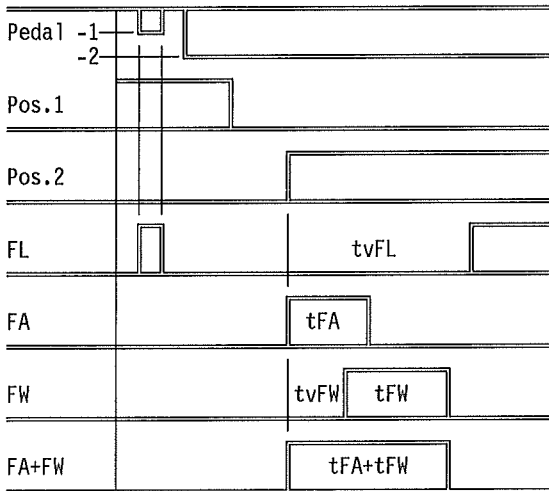 Pedal -1
-2
Pos.1
Pos.2
FL tvFL
FA tFA
FW tvFW tFW
FA+FW tFA+tFW